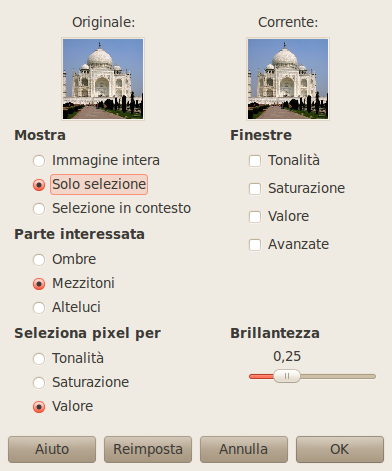 Originale:
Corrente:
Mostra
Immagine intera
Solo selezione
Selezione in contesto
Finestre
Tonalità
Saturazione
Valore
Avanzate
Parte interessata
Ombre
Mezzitoni
Alteluci
Seleziona pixel per
Tonalità
Saturazione
Valore
Brillantezza
0,25
Aiuto
Reimposta
Annulla
OK